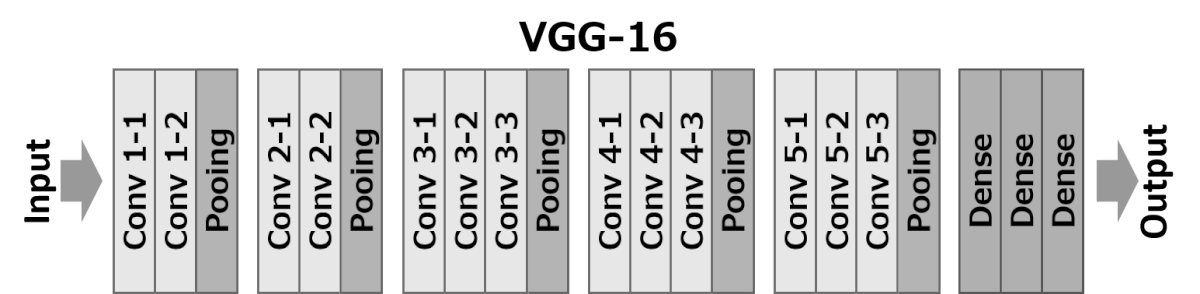 VGG-16
Input
Conv 1-1
Conv 1-2
Pooing
Conv 2-1
Conv 2-2
Pooing
Conv 3-1
Conv 3-2
Conv 3-3
Pooing
Conv 4-1
Conv 4-2
Conv 4-3
Pooing
Conv 5-1
Conv 5-2
Conv 5-3
Pooing
Dense
Dense
Dense
Output